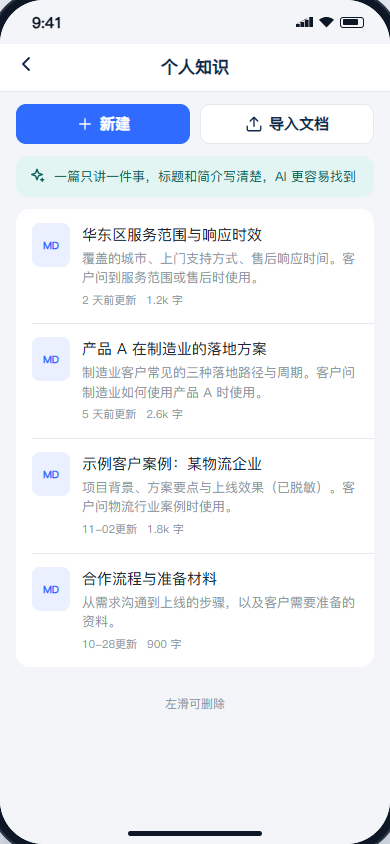 9:41
个人知识
新建
导入文档
一篇只讲一件事，标题和简介写清楚，AI 更容易找到
MD
华东区服务范围与响应时效
覆盖的城市、上门支持方式、售后响应时间。客
户问到服务范围或售后时使用。
2 天前更新 1.2k 字
MD
产品 A 在制造业的落地方案
制造业客户常见的三种落地路径与周期。客户问
制造业如何使用产品 A 时使用。
5 天前更新 2.6k 字
MD
示例客户案例：某物流企业
项目背景、方案要点与上线效果（已脱敏）。客
户问物流行业案例时使用。
11-02更新 1.8k 字
MD
合作流程与准备材料
从需求沟通到上线的步骤，以及客户需要准备的
资料。
10-28更新 900 字
左滑可删除